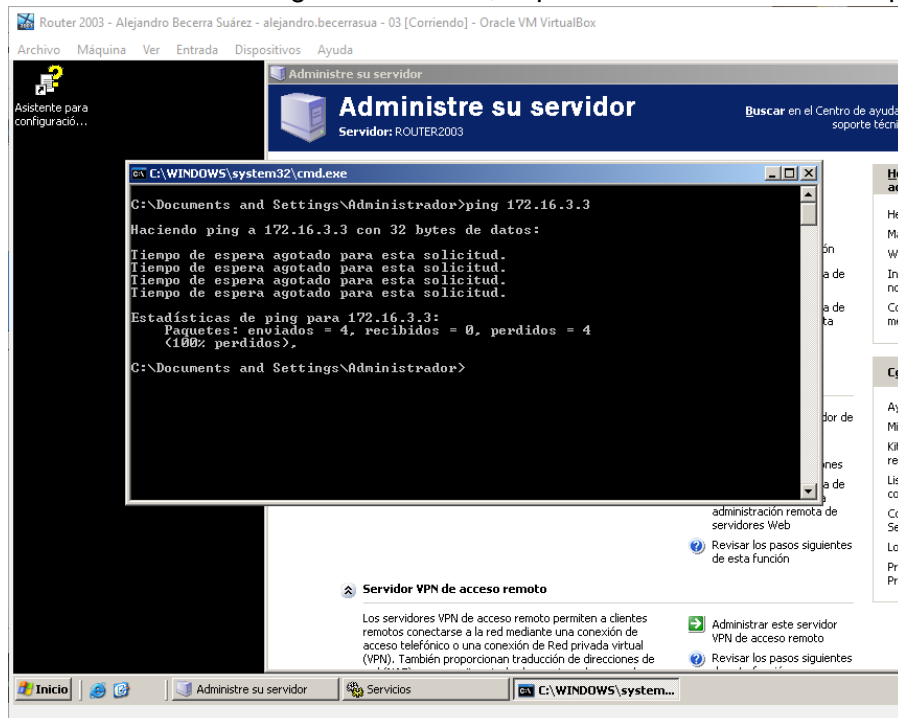 Router 2003 - Alejandro Becerra Suárez - alejandro.becerrasua - 03 [Corriendo] - Oracle VM VirtualBox
Archivo Máquina Ver Entrada Dispositivos Ayuda
Asistente para
configuració...
Administre su servidor
Administre su servidor
Servidor: ROUTER2003
Buscar en el Centro de ayuda
soporte técni
C:\WINDOWS\system32\cmd.exe
C:\Documents and Settings\Administrador>ping 172.16.3.3
Haciendo ping a 172.16.3.3 con 32 bytes de datos:
Tiempo de espera agotado para esta solicitud.
Tiempo de espera agotado para esta solicitud.
Tiempo de espera agotado para esta solicitud.
Tiempo de espera agotado para esta solicitud.
Estadísticas de ping para 172.16.3.3:
Paquetes: enviados = 4, recibidos = 0, perdidos = 4
(100% perdidos),
C:\Documents and Settings\Administrador>
administración remota de
servidores Web
Revisar los pasos siguientes
de esta función
Servidor VPN de acceso remoto
Los servidores VPN de acceso remoto permiten a clientes
remotos conectarse a la red mediante una conexión de
acceso telefónico o una conexión de Red privada virtual
(VPN). También proporcionan traducción de direcciones de
Administrar este servidor
VPN de acceso remoto
Revisar los pasos siguientes
Inicio
Administre su servidor
Servicios
C:\WINDOWS\system...